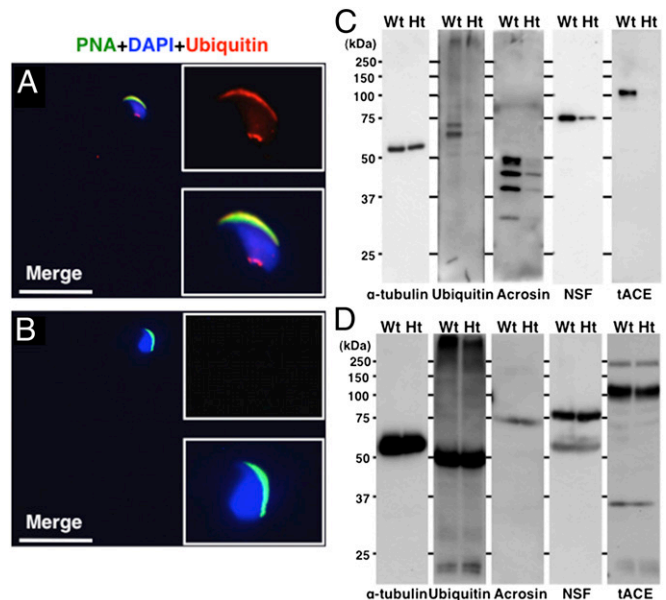 PNA+DAPI+Ubiquitin
A
Merge
B
Merge
C
Wt Ht Wt Ht Wt Ht Wt Ht Wt Ht
(kDa)
250
150
100
75
50
37
25
α-tubulin Ubiquitin Acrosin NSF tACE
D
Wt Ht Wt Ht Wt Ht Wt Ht Wt Ht
(kDa)
250
150
100
75
50
37
25
α-tubulin Ubiquitin Acrosin NSF tACE